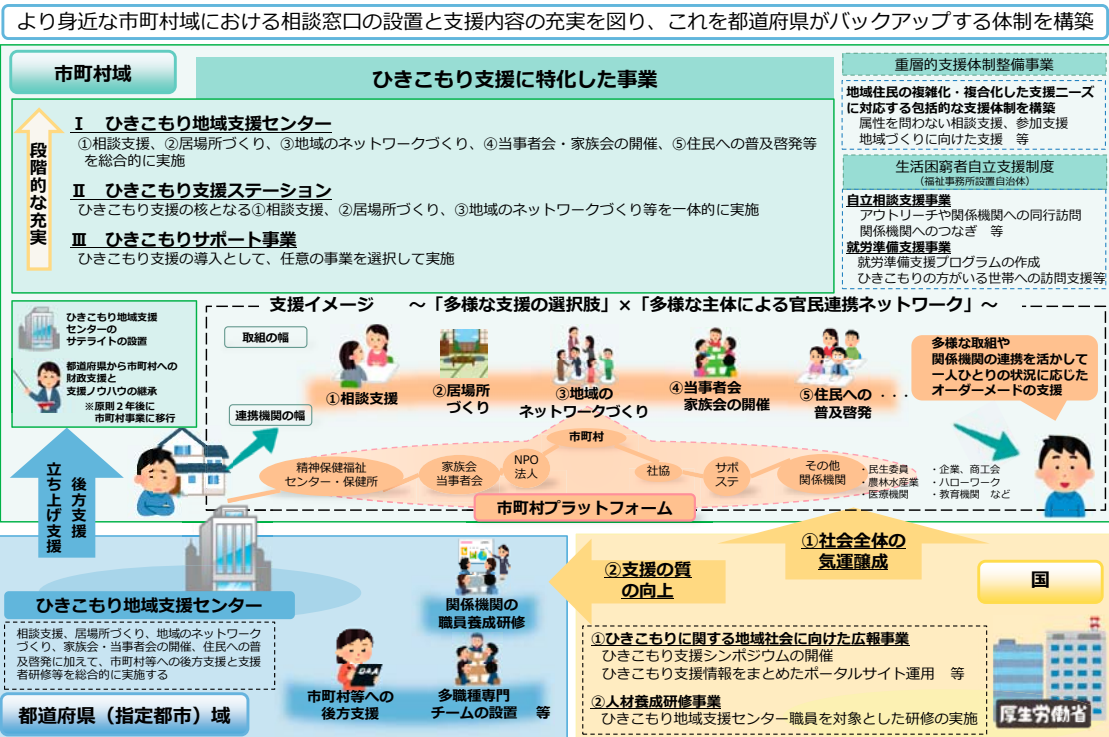 より身近な市町村域における相談窓口の設置と支援内容の充実を図り、これを都道府県がバックアップする体制を構築
市町村域
ひきこもり支援に特化した事業
段階的な充実
Ⅰ ひきこもり地域支援センター
①相談支援、②居場所づくり、③地域のネットワークづくり、④当事者会・家族会の開催、⑤住民への普及啓発等
を総合的に実施
Ⅱ ひきこもり支援ステーション
ひきこもり支援の核となる①相談支援、②居場所づくり、③地域のネットワークづくり等を一体的に実施
Ⅲ ひきこもりサポート事業
ひきこもり支援の導入として、任意の事業を選択して実施
重層的支援体制整備事業
地域住民の複雑化・複合化した支援ニーズ
に対応する包括的な支援体制を構築
属性を問わない相談支援、参加支援
地域づくりに向けた支援 等
生活困窮者自立支援制度
(福祉事務所設置自治体)
自立相談支援事業
アウトリーチや関係機関への同行訪問
関係機関へのつなぎ 等
就労準備支援事業
就労準備支援プログラムの作成
ひきこもりの方がいる世帯への訪問支援等
ひきこもり地域支援
センターの
サテライトの設置
都道府県から市町村への
財政支援と
支援ノウハウの継承
※原則２年後に
市町村事業に移行
支援イメージ ～「多様な支援の選択肢」×「多様な主体による官民連携ネットワーク」～
取組の幅
①相談支援
②居場所
づくり
③地域の
ネットワークづくり
④当事者会
家族会の開催
⑤住民への・・・
普及啓発
多様な取組や
関係機関の連携を活かして
一人ひとりの状況に応じた
オーダーメードの支援
連携機関の幅
市町村
精神保健福祉
センター・保健所
家族会
当事者会
NPO
法人
社協
サポ
ステ
その他
関係機関
・民生委員
・農林水産業
・医療機関
・企業、商工会
・ハローワーク
・教育機関 など
市町村プラットフォーム
後方支援
立ち上げ支援
ひきこもり地域支援センター
相談支援、居場所づくり、地域のネットワーク
づくり、家族会・当事者会の開催、住民への普
及啓発に加えて、市町村等への後方支援と支援
者研修等を総合的に実施する
都道府県（指定都市）域
関係機関の
職員養成研修
Q&A
市町村等への
後方支援
多職種専門
チームの設置 等
①社会全体の
気運醸成
②支援の質
の向上
国
①ひきこもりに関する地域社会に向けた広報事業
ひきこもり支援シンポジウムの開催
ひきこもり支援情報をまとめたポータルサイト運用 等
②人材養成研修事業
ひきこもり地域支援センター職員を対象とした研修の実施
厚生労働省